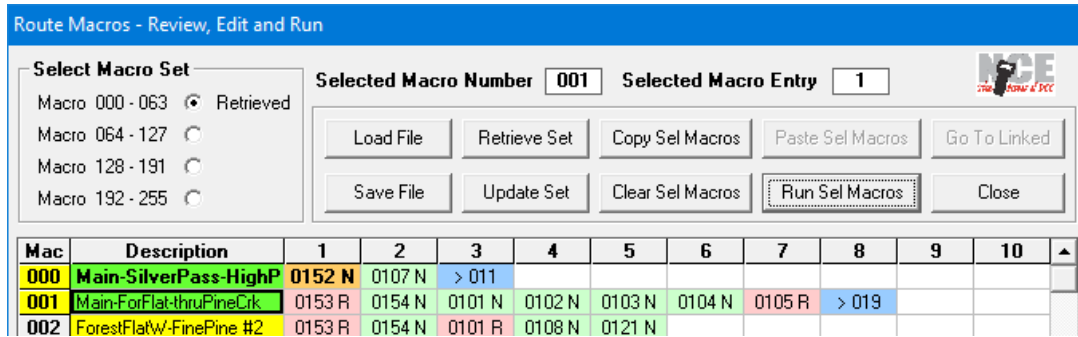 Route Macros - Review, Edit and Run
Select Macro Set
Macro 000 - 063 Retrieved
Macro 064 - 127
Macro 128 - 191
Macro 192 - 255
Selected Macro Number 001 Selected Macro Entry 1
NCE
Load File Retrieve Set Copy Sel Macros Paste Sel Macros Go To Linked
Save File Update Set Clear Sel Macros Run Sel Macros Close
Mac Description 1 2 3 4 5 6 7 8 9 10
000 Main-SilverPass-HighP 0152 N 0107 N > 011
001 Main-ForFlat-thruPineCrk 0153 R 0154 N 0101 N 0102 N 0103 N 0104 N 0105 R > 019
002 ForestFlatW-FinePine #2 0153 R 0154 N 0101 R 0108 N 0121 N